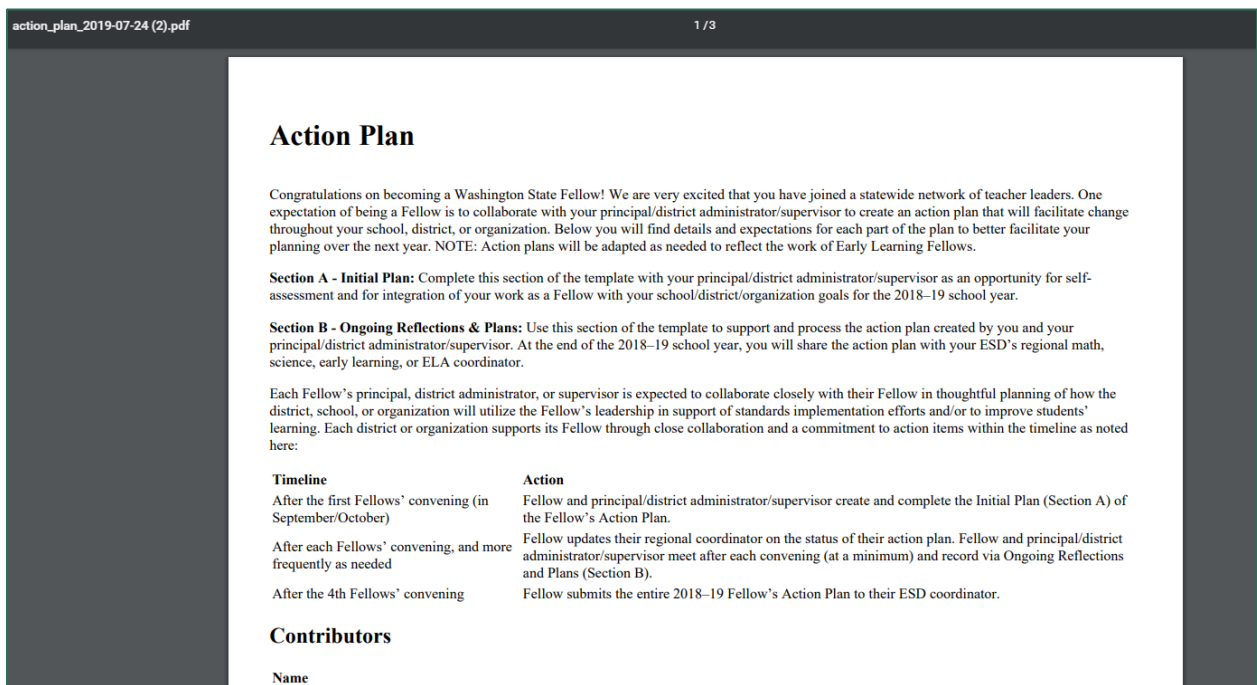 action_plan_2019-07-24 (2).pdf
1 / 3
Action Plan
Congratulations on becoming a Washington State Fellow! We are very excited that you have joined a statewide network of teacher leaders. One
expectation of being a Fellow is to collaborate with your principal/district administrator/supervisor to create an action plan that will facilitate change
throughout your school, district, or organization. Below you will find details and expectations for each part of the plan to better facilitate your
planning over the next year. NOTE: Action plans will be adapted as needed to reflect the work of Early Learning Fellows.
Section A - Initial Plan: Complete this section of the template with your principal/district administrator/supervisor as an opportunity for self-
assessment and for integration of your work as a Fellow with your school/district/organization goals for the 2018–19 school year.
Section B - Ongoing Reflections & Plans: Use this section of the template to support and process the action plan created by you and your
principal/district administrator/supervisor. At the end of the 2018–19 school year, you will share the action plan with your ESD's regional math,
science, early learning, or ELA coordinator.
Each Fellow's principal, district administrator, or supervisor is expected to collaborate closely with their Fellow in thoughtful planning of how the
district, school, or organization will utilize the Fellow's leadership in support of standards implementation efforts and/or to improve students'
learning. Each district or organization supports its Fellow through close collaboration and a commitment to action items within the timeline as noted
here:
Timeline Action
After the first Fellows' convening (in
September/October)
Fellow and principal/district administrator/supervisor create and complete the Initial Plan (Section A) of
the Fellow's Action Plan.
After each Fellows' convening, and more
frequently as needed
Fellow updates their regional coordinator on the status of their action plan. Fellow and principal/district
administrator/supervisor meet after each convening (at a minimum) and record via Ongoing Reflections
and Plans (Section B).
After the 4th Fellows' convening
Fellow submits the entire 2018–19 Fellow's Action Plan to their ESD coordinator.
Contributors
Name